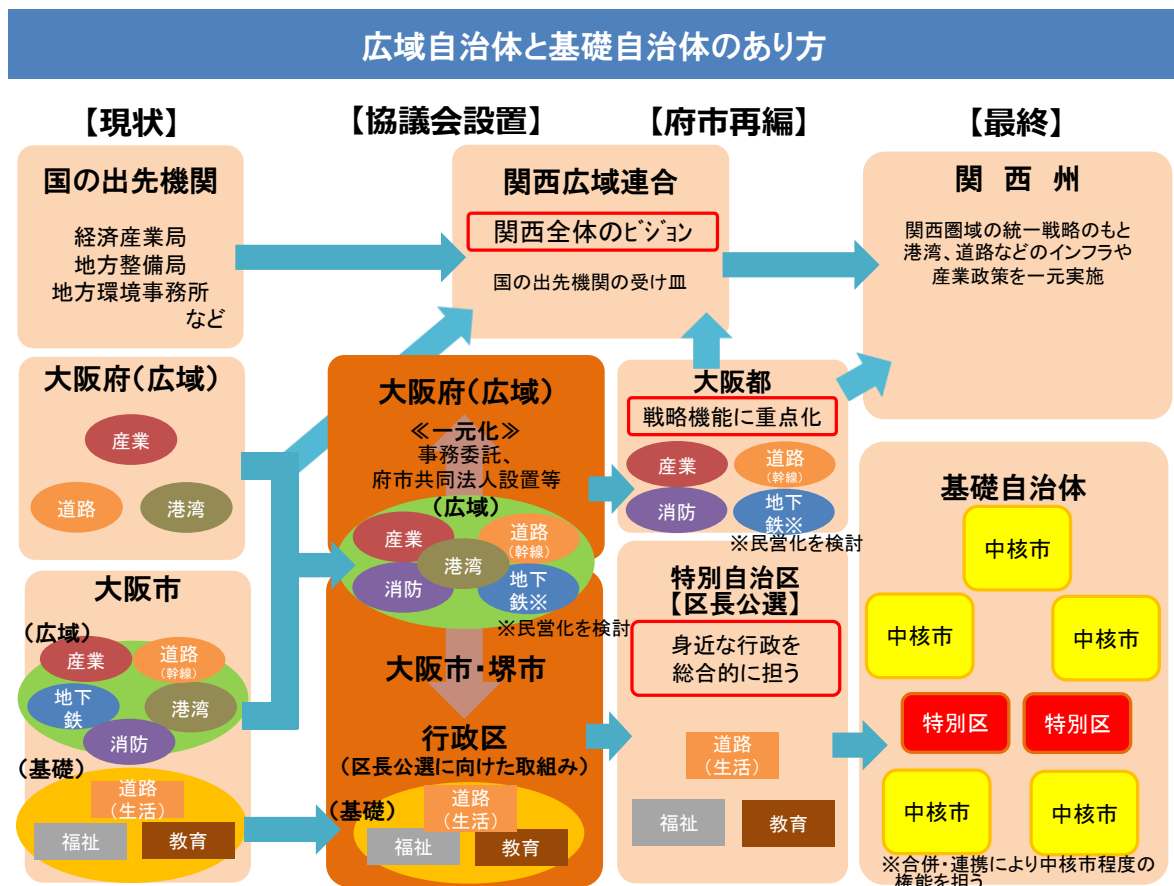 広域自治体と基礎自治体のあり方
【現状】
【協議会設置】
【府市再編】
【最終】
国の出先機関
経済産業局
地方整備局
地方環境事務所
など
関西広域連合
関西全体のﾋﾞｼﾞｮﾝ
国の出先機関の受け皿
関 西 州
関西圏域の統一戦略のもと
港湾、道路などのインフラや
産業政策を一元実施
大阪府(広域)
産業
道路
港湾
大阪市
(広域)
産業
道路
(幹線)
地下
鉄
港湾
消防
(基礎)
道路
(生活)
福祉
教育
大阪府(広域)
≪一元化≫
事務委託、
府市共同法人設置等
(広域)
産業
道路
(幹線)
港湾
消防
地下
鉄※
※民営化を検討
大阪市・堺市
行政区
(区長公選に向けた取組み)
(基礎)
道路
(生活)
福祉
教育
大阪都
戦略機能に重点化
産業
道路
(幹線)
消防
地下
鉄※
※民営化を検討
特別自治区
【区長公選】
身近な行政を
総合的に担う
道路
(生活)
福祉
教育
基礎自治体
中核市
中核市
中核市
特別区
特別区
中核市
中核市
※合併・連携により中核市程度の
権能を担う